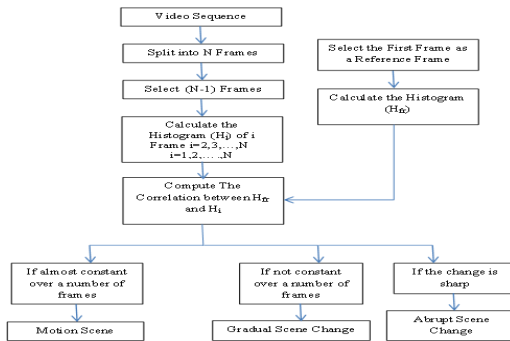 Video Sequence
Split into N Frames
Select the First Frame as
a Reference Frame
Select (N-1) Frames
Calculate the Histogram
(Hfr)
Calculate the
Histogram (Hi) of i
Frame i=2,3,...,N
i=1,2,....,N
Compute The
Correlation between Hfr
and Hi
If almost constant
over a number of
frames
If not constant
over a number of
frames
If the change is
sharp
Motion Scene
Gradual Scene Change
Abrupt Scene
Change